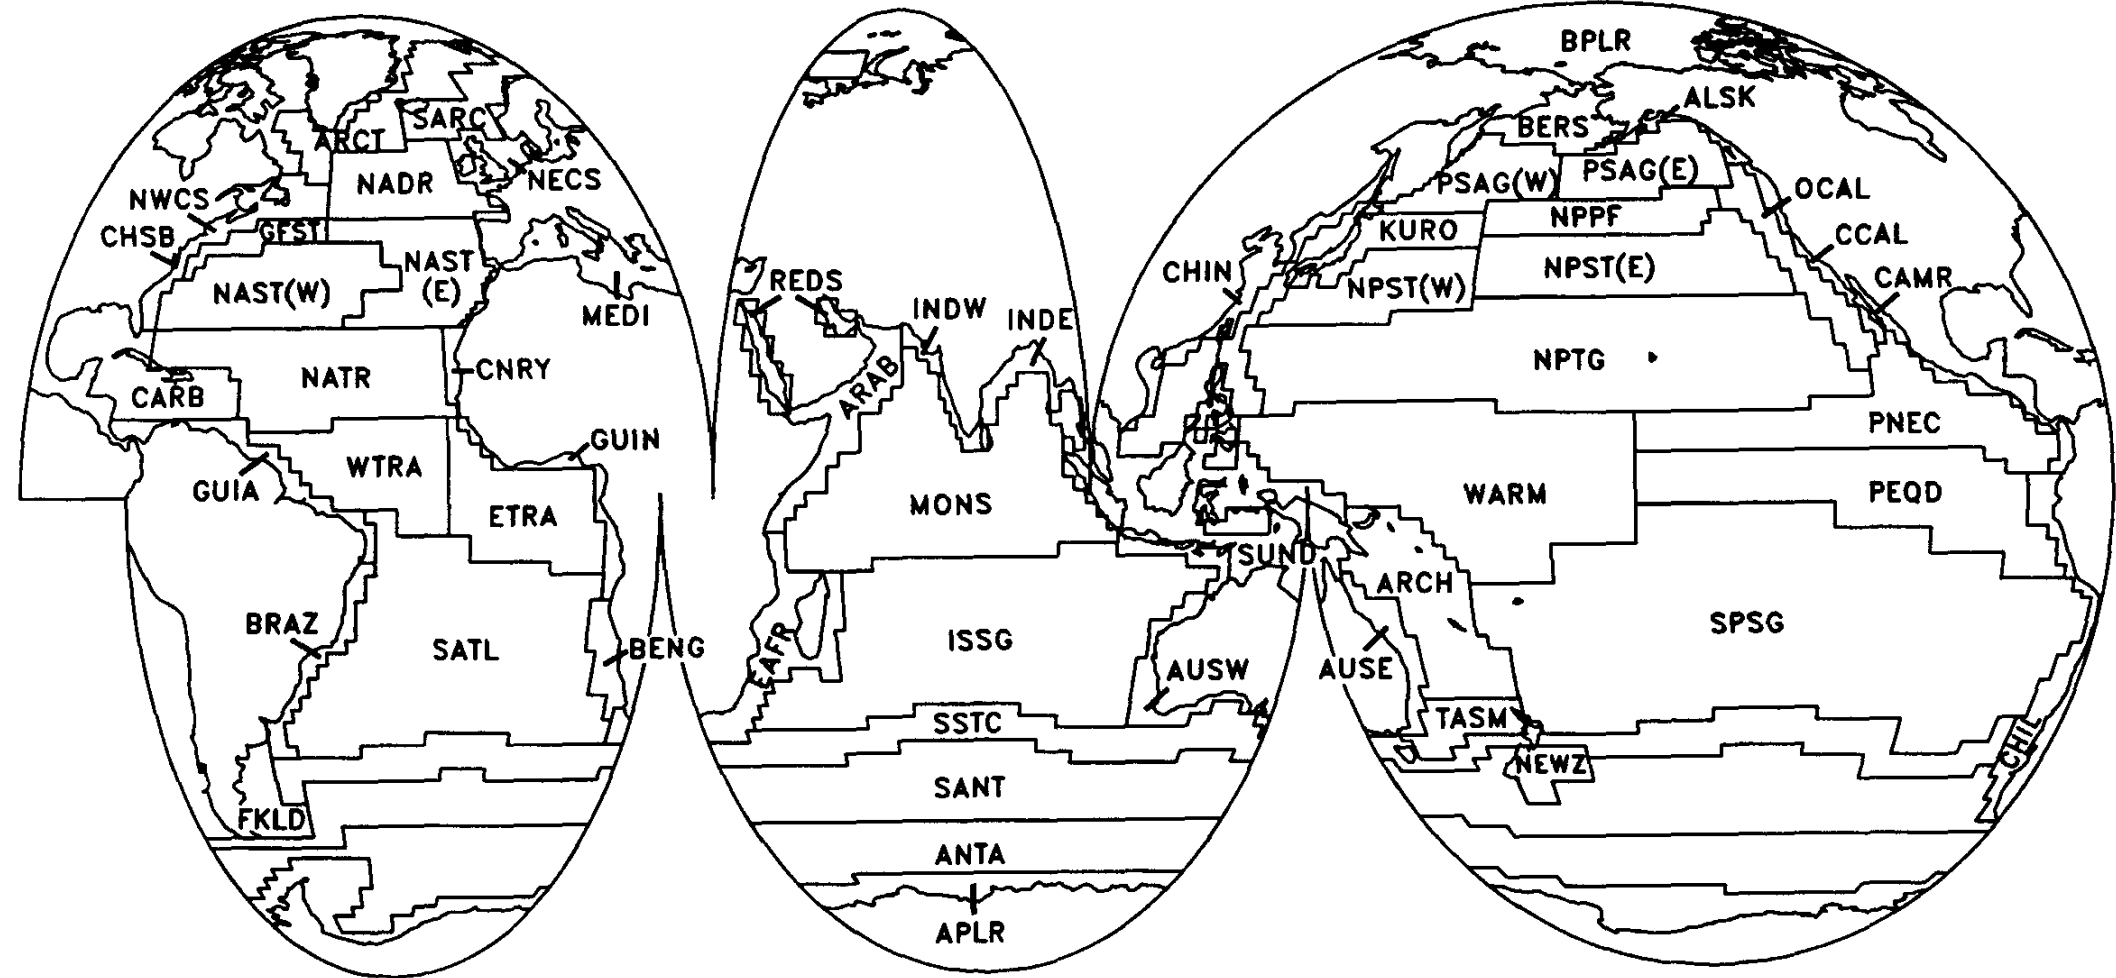 BPLR
ALSK
SARC
BERS
ARCT
NADR
NECS
PSAG(W)
PSAG(E)
NWCS
OCAL
GFST
NPPF
CHSB
KURO
CCAL
NAST
(E)
NAST(W)
CHIN
NPST(W)
NPST(E)
CAMR
REDS
MEDI
INDW
INDE
NATR
CNRY
CARB
ARAB
NPTG
PNEC
GUIN
WTRA
GUIA
ETRA
MONS
WARM
PEQD
SUND
ARCH
BRAZ
SATL
BENG
EAFR
ISSG
AUSW
AUSE
SPSG
SSTC
TASM
CHIL
NEWZ
SANT
FKLD
ANTA
APLR